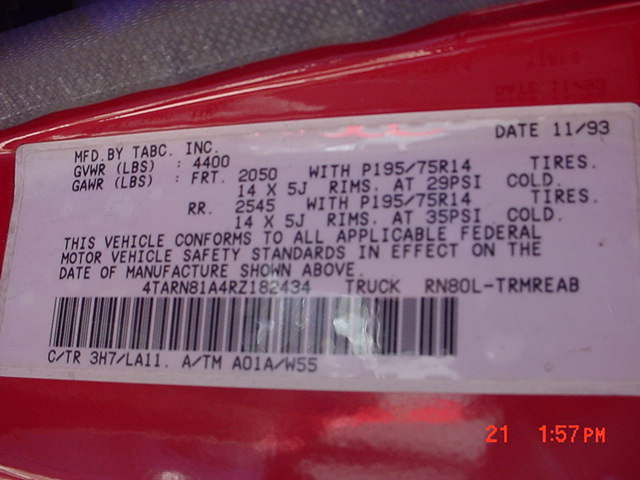 DATE 11/93
MFD.BY TABC. INC.
GVWR (LBS) : 4400
GAWR (LBS) : FRT. 2050 WITH P195/75R14 TIRES.
14 X 5J RIMS. AT 29PSI COLD.
RR. 2545 WITH P195/75R14 TIRES.
14 X 5J RIMS. AT 35PSI COLD.
THIS VEHICLE CONFORMS TO ALL APPLICABLE FEDERAL
MOTOR VEHICLE SAFETY STANDARDS IN EFFECT ON THE
DATE OF MANUFACTURE SHOWN ABOVE.
4TARN81A4RZ182434 TRUCK RN80L-TRMREAB
C/TR 3H7/LA11. A/TM A01A/W55
21 1:57PM